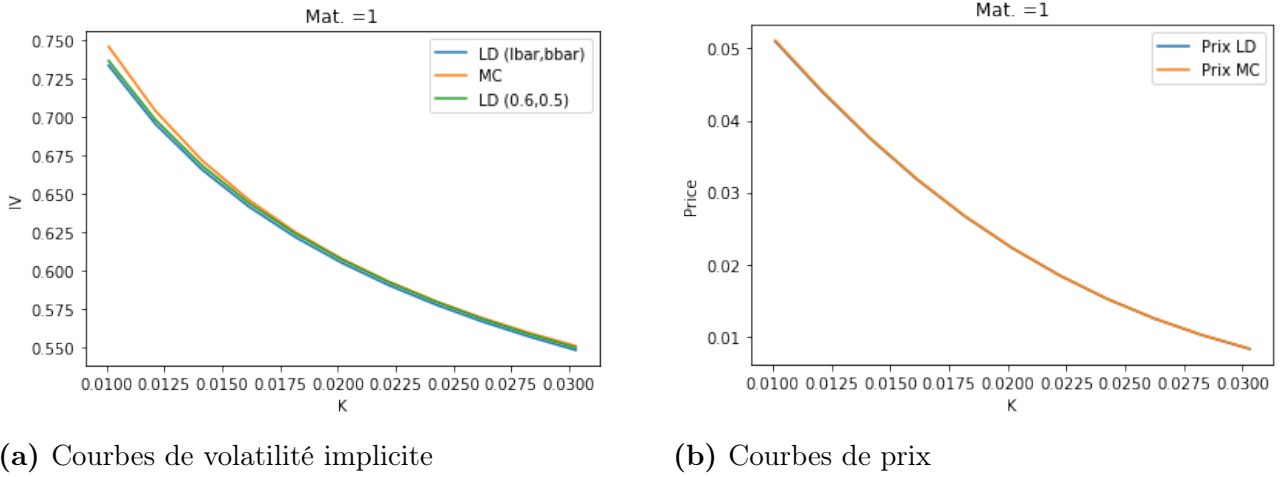 Mat. =1
LD (lbar,bbar)
MC
LD (0.6,0.5)
0.750
0.725
0.700
0.675
0.650
0.625
0.600
0.575
0.550
IV
0.0100 0.0125 0.0150 0.0175 0.0200 0.0225 0.0250 0.0275 0.0300
K
(a) Courbes de volatilité implicite
Mat. =1
Prix LD
Prix MC
0.05
0.04
0.03
0.02
0.01
Price
0.0100 0.0125 0.0150 0.0175 0.0200 0.0225 0.0250 0.0275 0.0300
K
(b) Courbes de prix